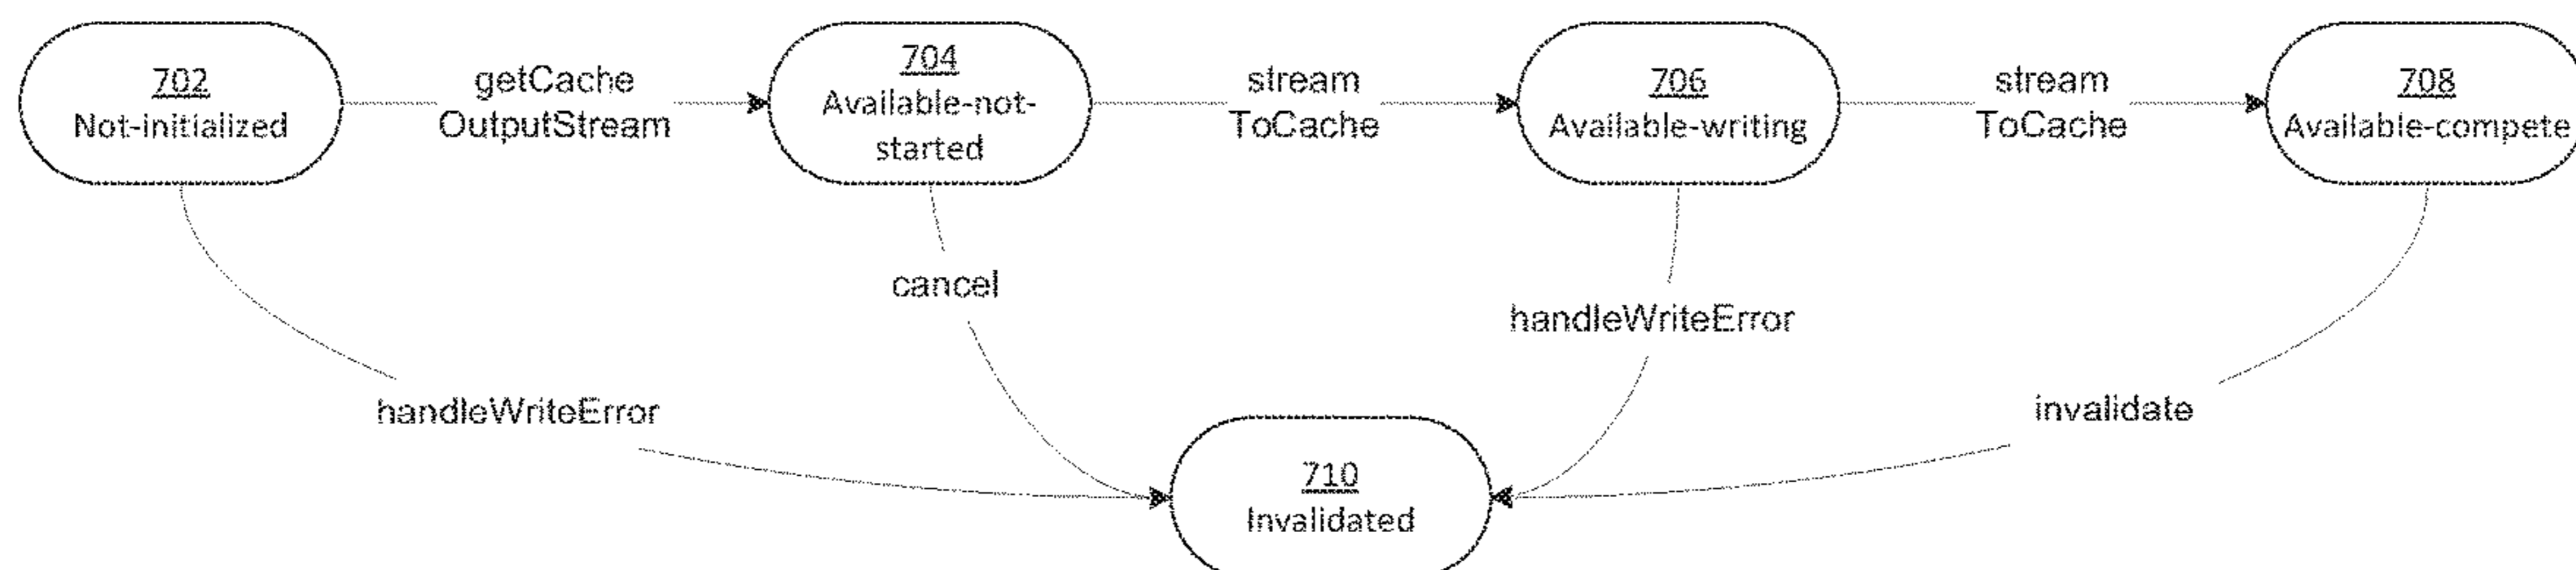 702
Not-initialized
getCache
OutputStream
704
Available-not-
started
stream
ToCache
706
Available-writing
stream
ToCache
708
Available-compete
cancel
handleWriteError
handleWriteError
invalidate
710
Invalidated